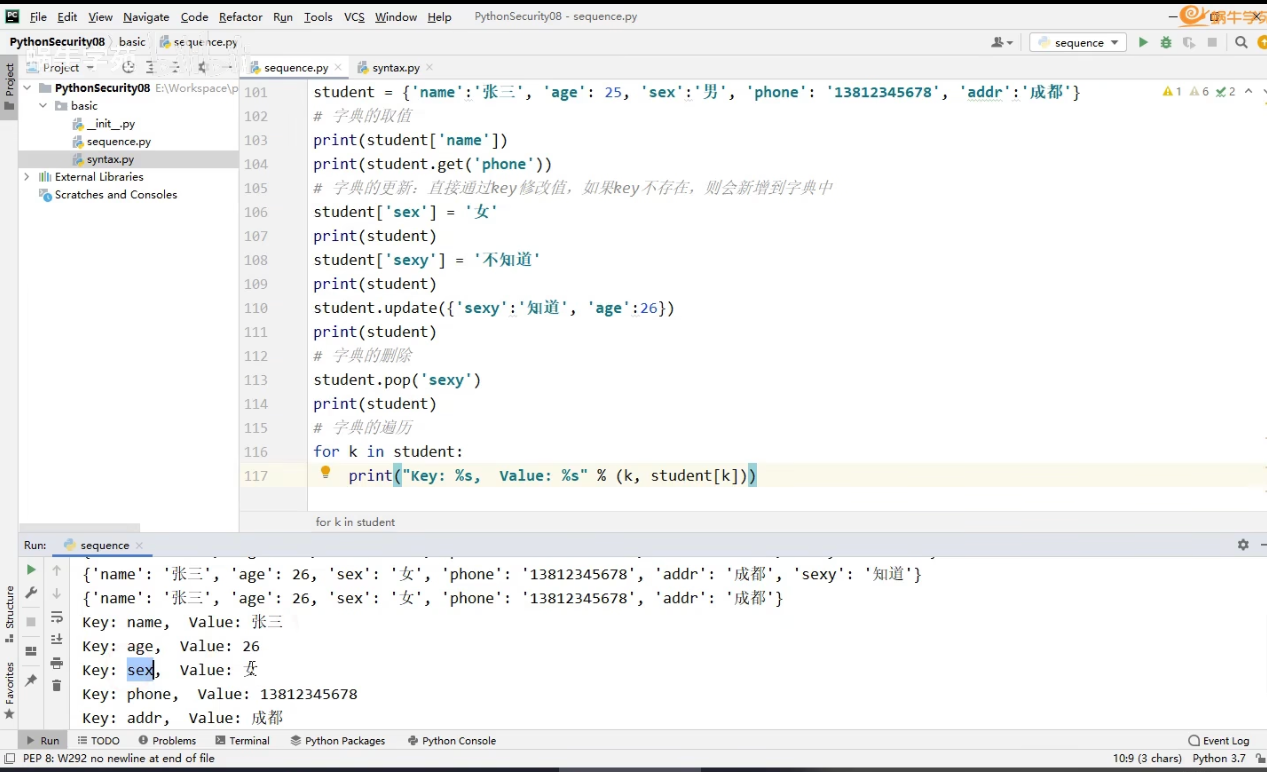 File Edit View Navigate Code Refactor Run Tools VCS Window Help PythonSecurity08 - sequence.py
蜗牛学苑
PythonSecurity08 basic sequence.py sequence
Project sequence.py syntax.py
Project
PythonSecurity08 E:\Workspace\p
basic
__init__.py
sequence.py
syntax.py
External Libraries
Scratches and Consoles
1 6 2
101 student = {'name':'张三', 'age': 25, 'sex':'男', 'phone': '13812345678', 'addr':'成都'}
102 # 字典的取值
103 print(student['name'])
104 print(student.get('phone'))
105 # 字典的更新: 直接通过key修改值, 如果key不存在, 则会新增到字典中
106 student['sex'] = '女'
107 print(student)
108 student['sexy'] = '不知道'
109 print(student)
110 student.update({'sexy':'知道', 'age':26})
111 print(student)
112 # 字典的删除
113 student.pop('sexy')
114 print(student)
115 # 字典的遍历
116 for k in student:
117 print("Key: %s,  Value: %s" % (k, student[k]))
for k in student
Run: sequence
{'name': '张三', 'age': 26, 'sex': '女', 'phone': '13812345678', 'addr': '成都', 'sexy': '知道'}
{'name': '张三', 'age': 26, 'sex': '女', 'phone': '13812345678', 'addr': '成都'}
Key: name,  Value: 张三
Key: age,  Value: 26
Key: sex,  Value: 女
Key: phone,  Value: 13812345678
Key: addr,  Value: 成都
Structure
Favorites
Run TODO Problems Terminal Python Packages Python Console Event Log
PEP 8: W292 no newline at end of file 10:9 (3 chars) Python 3.7